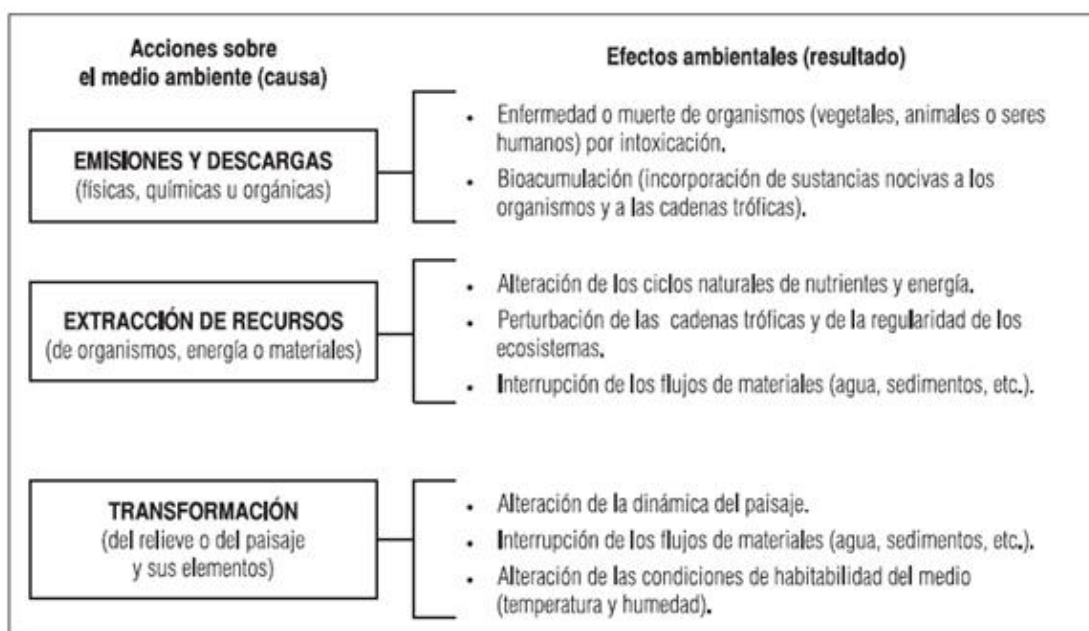 Acciones sobre
el medio ambiente (causa)
Efectos ambientales (resultado)
EMISIONES Y DESCARGAS
(físicas, químicas u orgánicas)
• Enfermedad o muerte de organismos (vegetales, animales o seres
humanos) por intoxicación.
• Bioacumulación (incorporación de sustancias nocivas a los
organismos y a las cadenas tróficas).
EXTRACCIÓN DE RECURSOS
(de organismos, energía o materiales)
• Alteración de los ciclos naturales de nutrientes y energía.
• Perturbación de las cadenas tróficas y de la regularidad de los
ecosistemas.
• Interrupción de los flujos de materiales (agua, sedimentos, etc.).
TRANSFORMACIÓN
(del relieve o del paisaje
y sus elementos)
• Alteración de la dinámica del paisaje.
• Interrupción de los flujos de materiales (agua, sedimentos, etc.).
• Alteración de las condiciones de habitabilidad del medio
(temperatura y humedad).